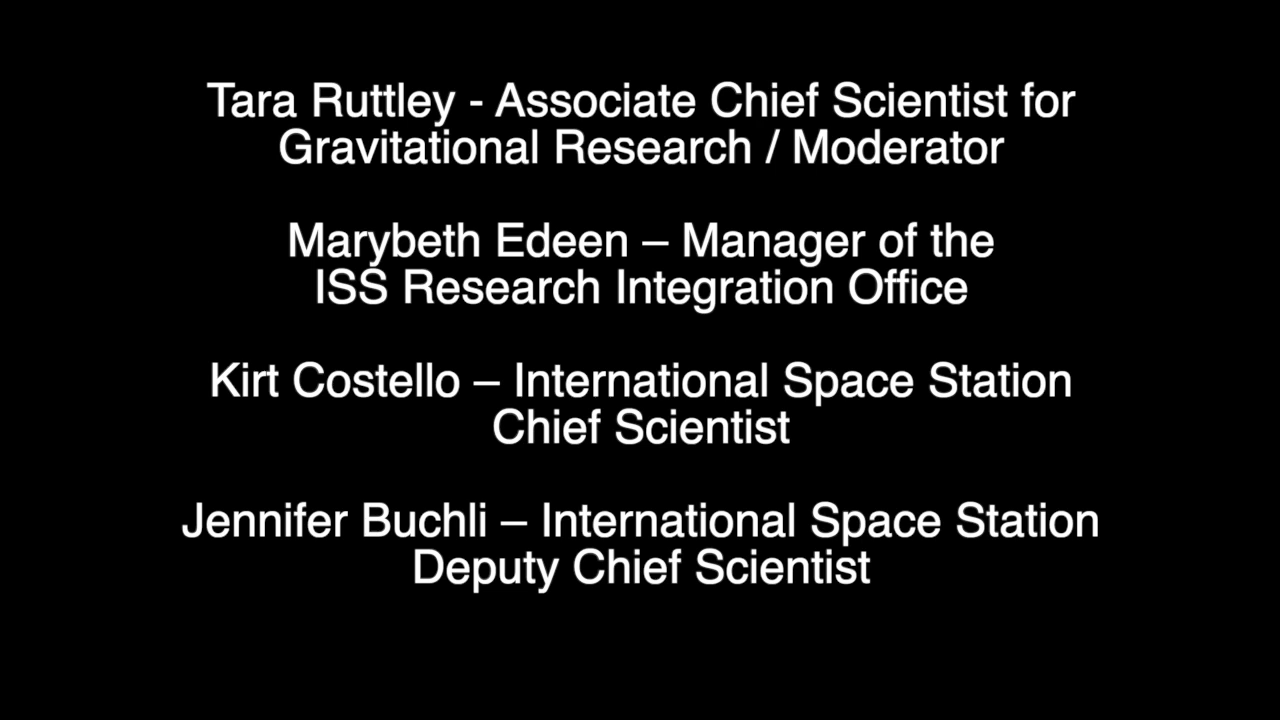 Tara Ruttley - Associate Chief Scientist for
Gravitational Research / Moderator
Marybeth Edeen – Manager of the
ISS Research Integration Office
Kirt Costello – International Space Station
Chief Scientist
Jennifer Buchli – International Space Station
Deputy Chief Scientist